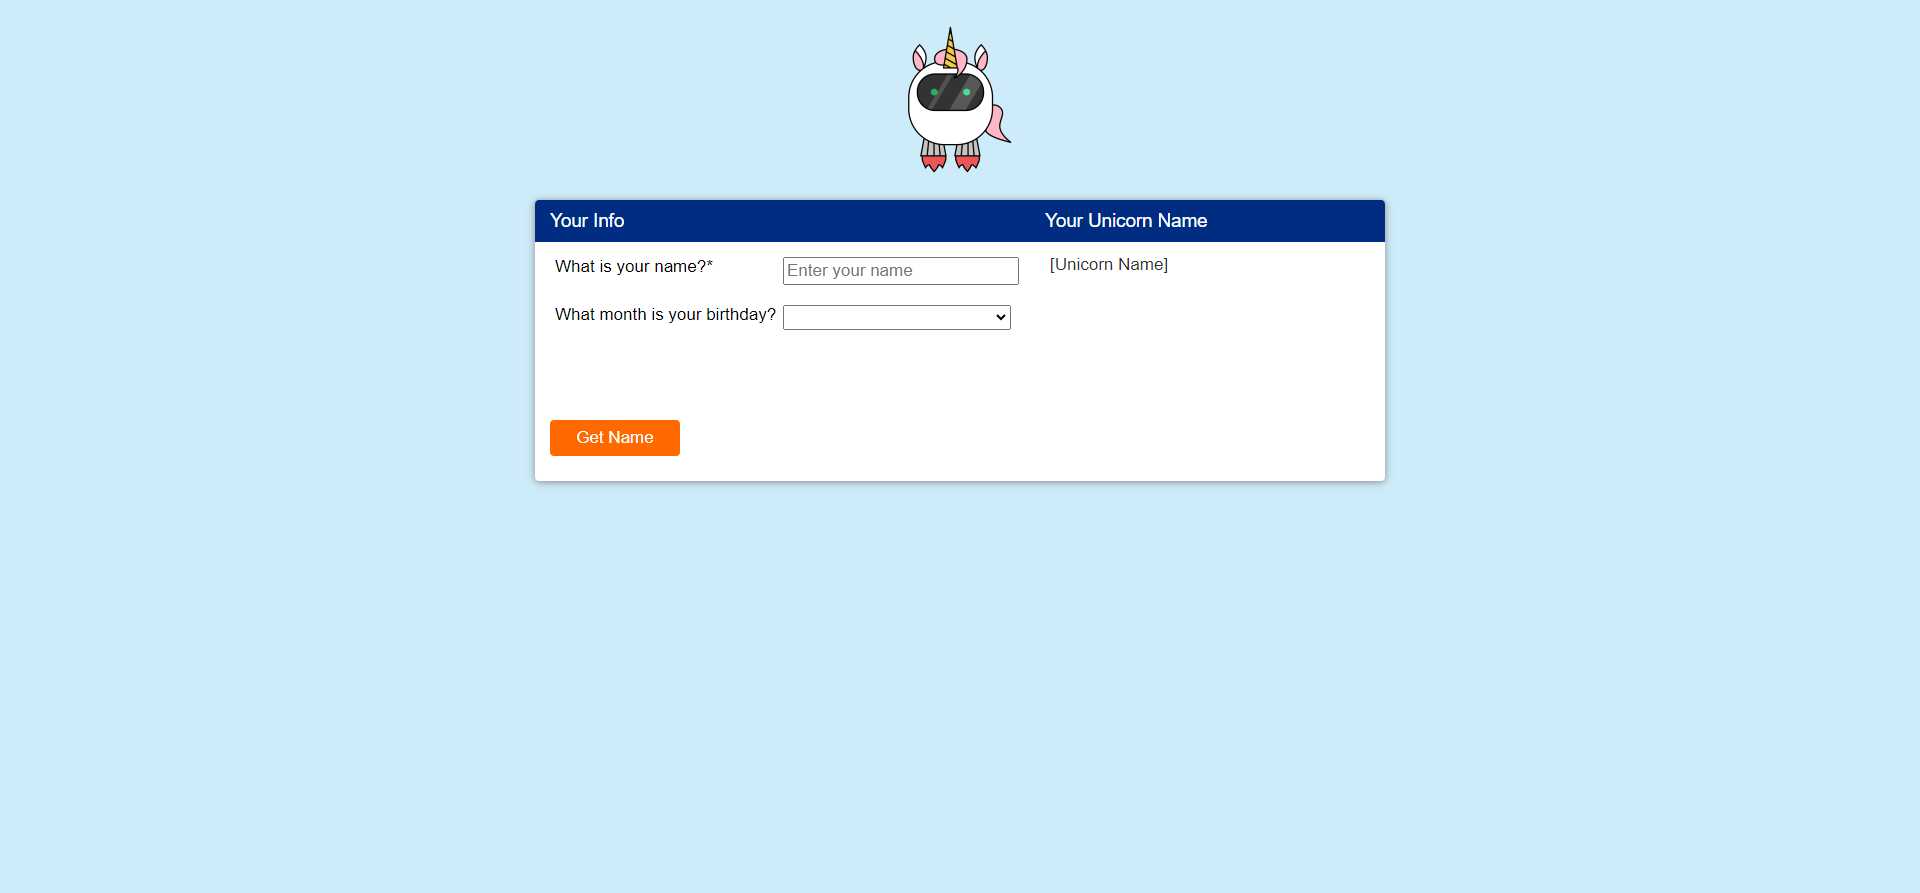 Your Info
Your Unicorn Name
What is your name?*
Enter your name
[Unicorn Name]
What month is your birthday?
Get Name